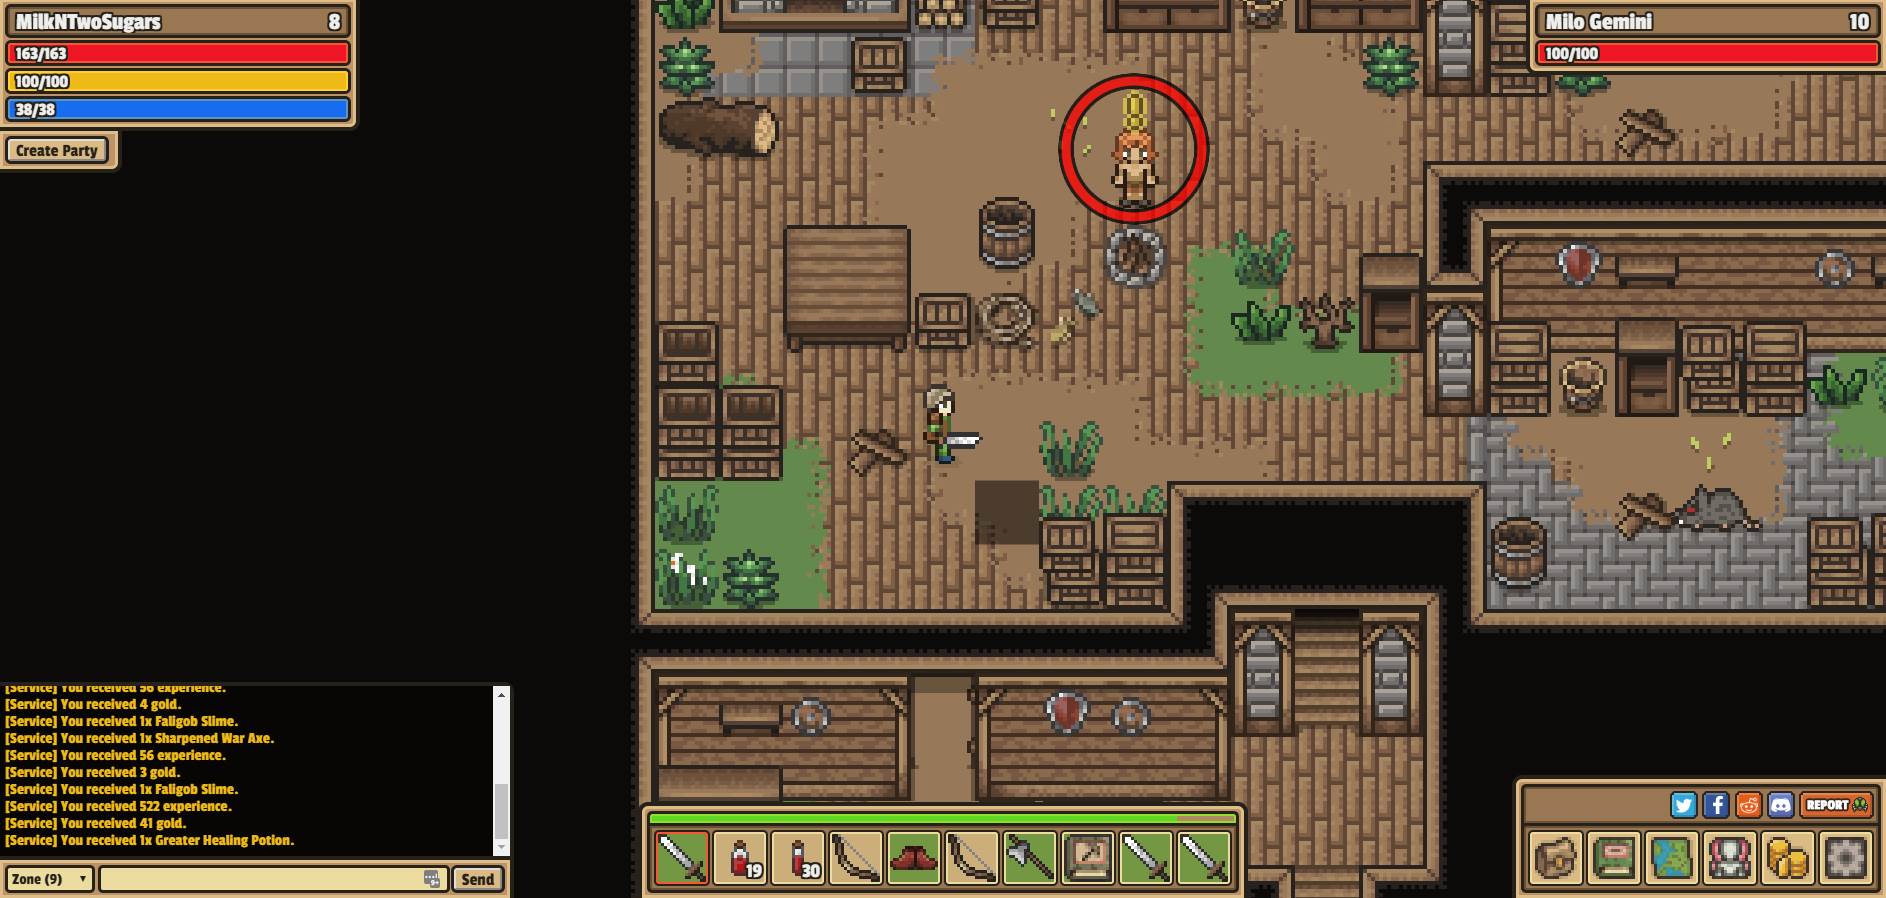 MilkNTwoSugars 8
163/163
100/100
38/38
Create Party
Milo Gemini 10
100/100
[Service] You received 56 experience.
[Service] You received 4 gold.
[Service] You received 1x Faligob Slime.
[Service] You received 1x Sharpened War Axe.
[Service] You received 56 experience.
[Service] You received 3 gold.
[Service] You received 1x Faligob Slime.
[Service] You received 522 experience.
[Service] You received 41 gold.
[Service] You received 1x Greater Healing Potion.
Zone (9)
Send
19
30
REPORT